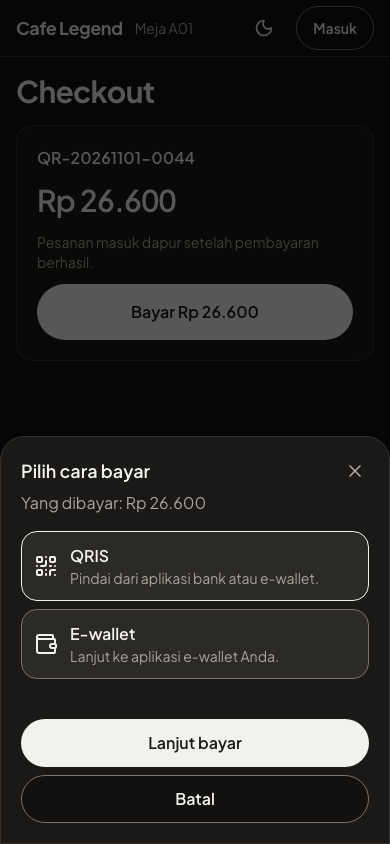 Cafe Legend Meja A01 Masuk
Checkout
QR-20261101-0044
Rp 26.600
Pesanan masuk dapur setelah pembayaran
berhasil.
Bayar Rp 26.600
Pilih cara bayar
Yang dibayar: Rp 26.600
QRIS
Pindai dari aplikasi bank atau e-wallet.
E-wallet
Lanjut ke aplikasi e-wallet Anda.
Lanjut bayar
Batal